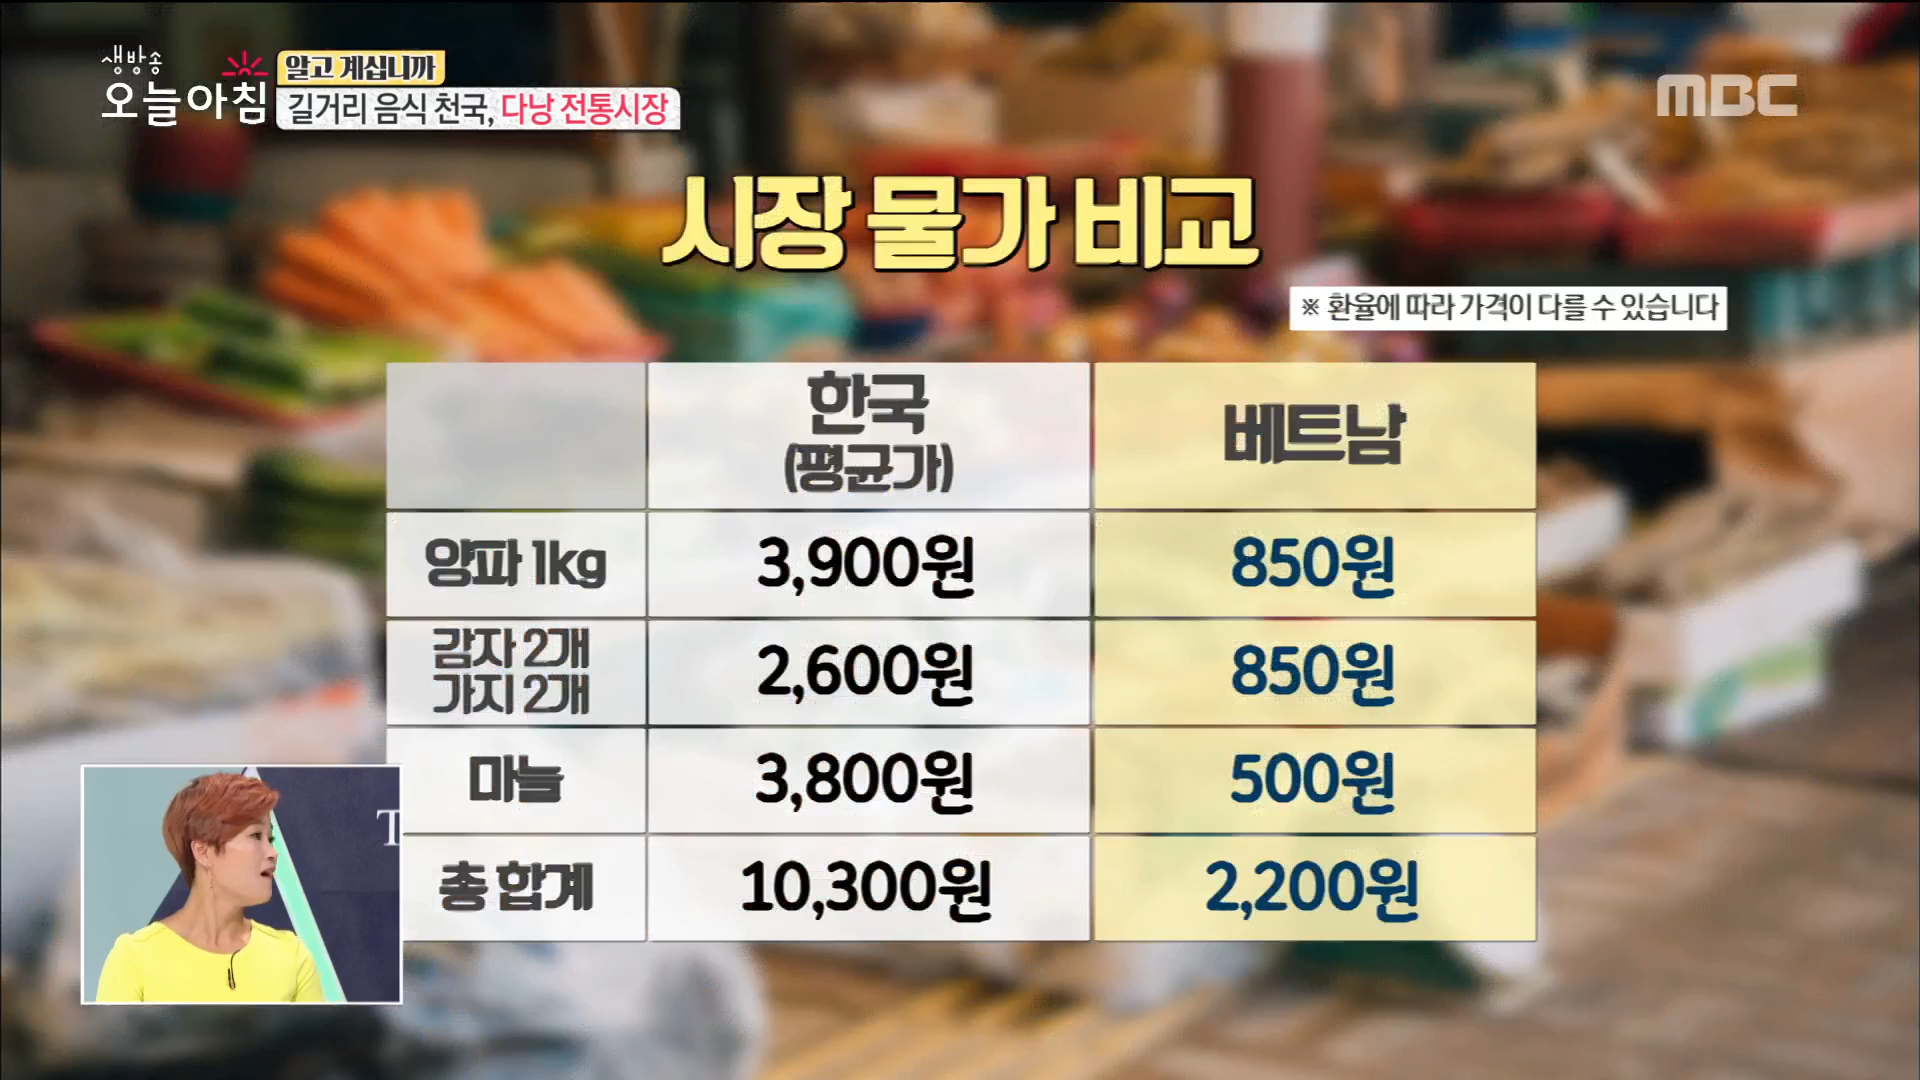 생방송
오늘아침
알고 계십니까
길거리 음식 천국, 다낭 전통시장
MBC
시장 물가 비교
※ 환율에 따라 가격이 다를 수 있습니다
한국
(평균가)
베트남
양파 1kg
3,900원
850원
감자 2개
가지 2개
2,600원
850원
마늘
3,800원
500원
총 합계
10,300원
2,200원
T